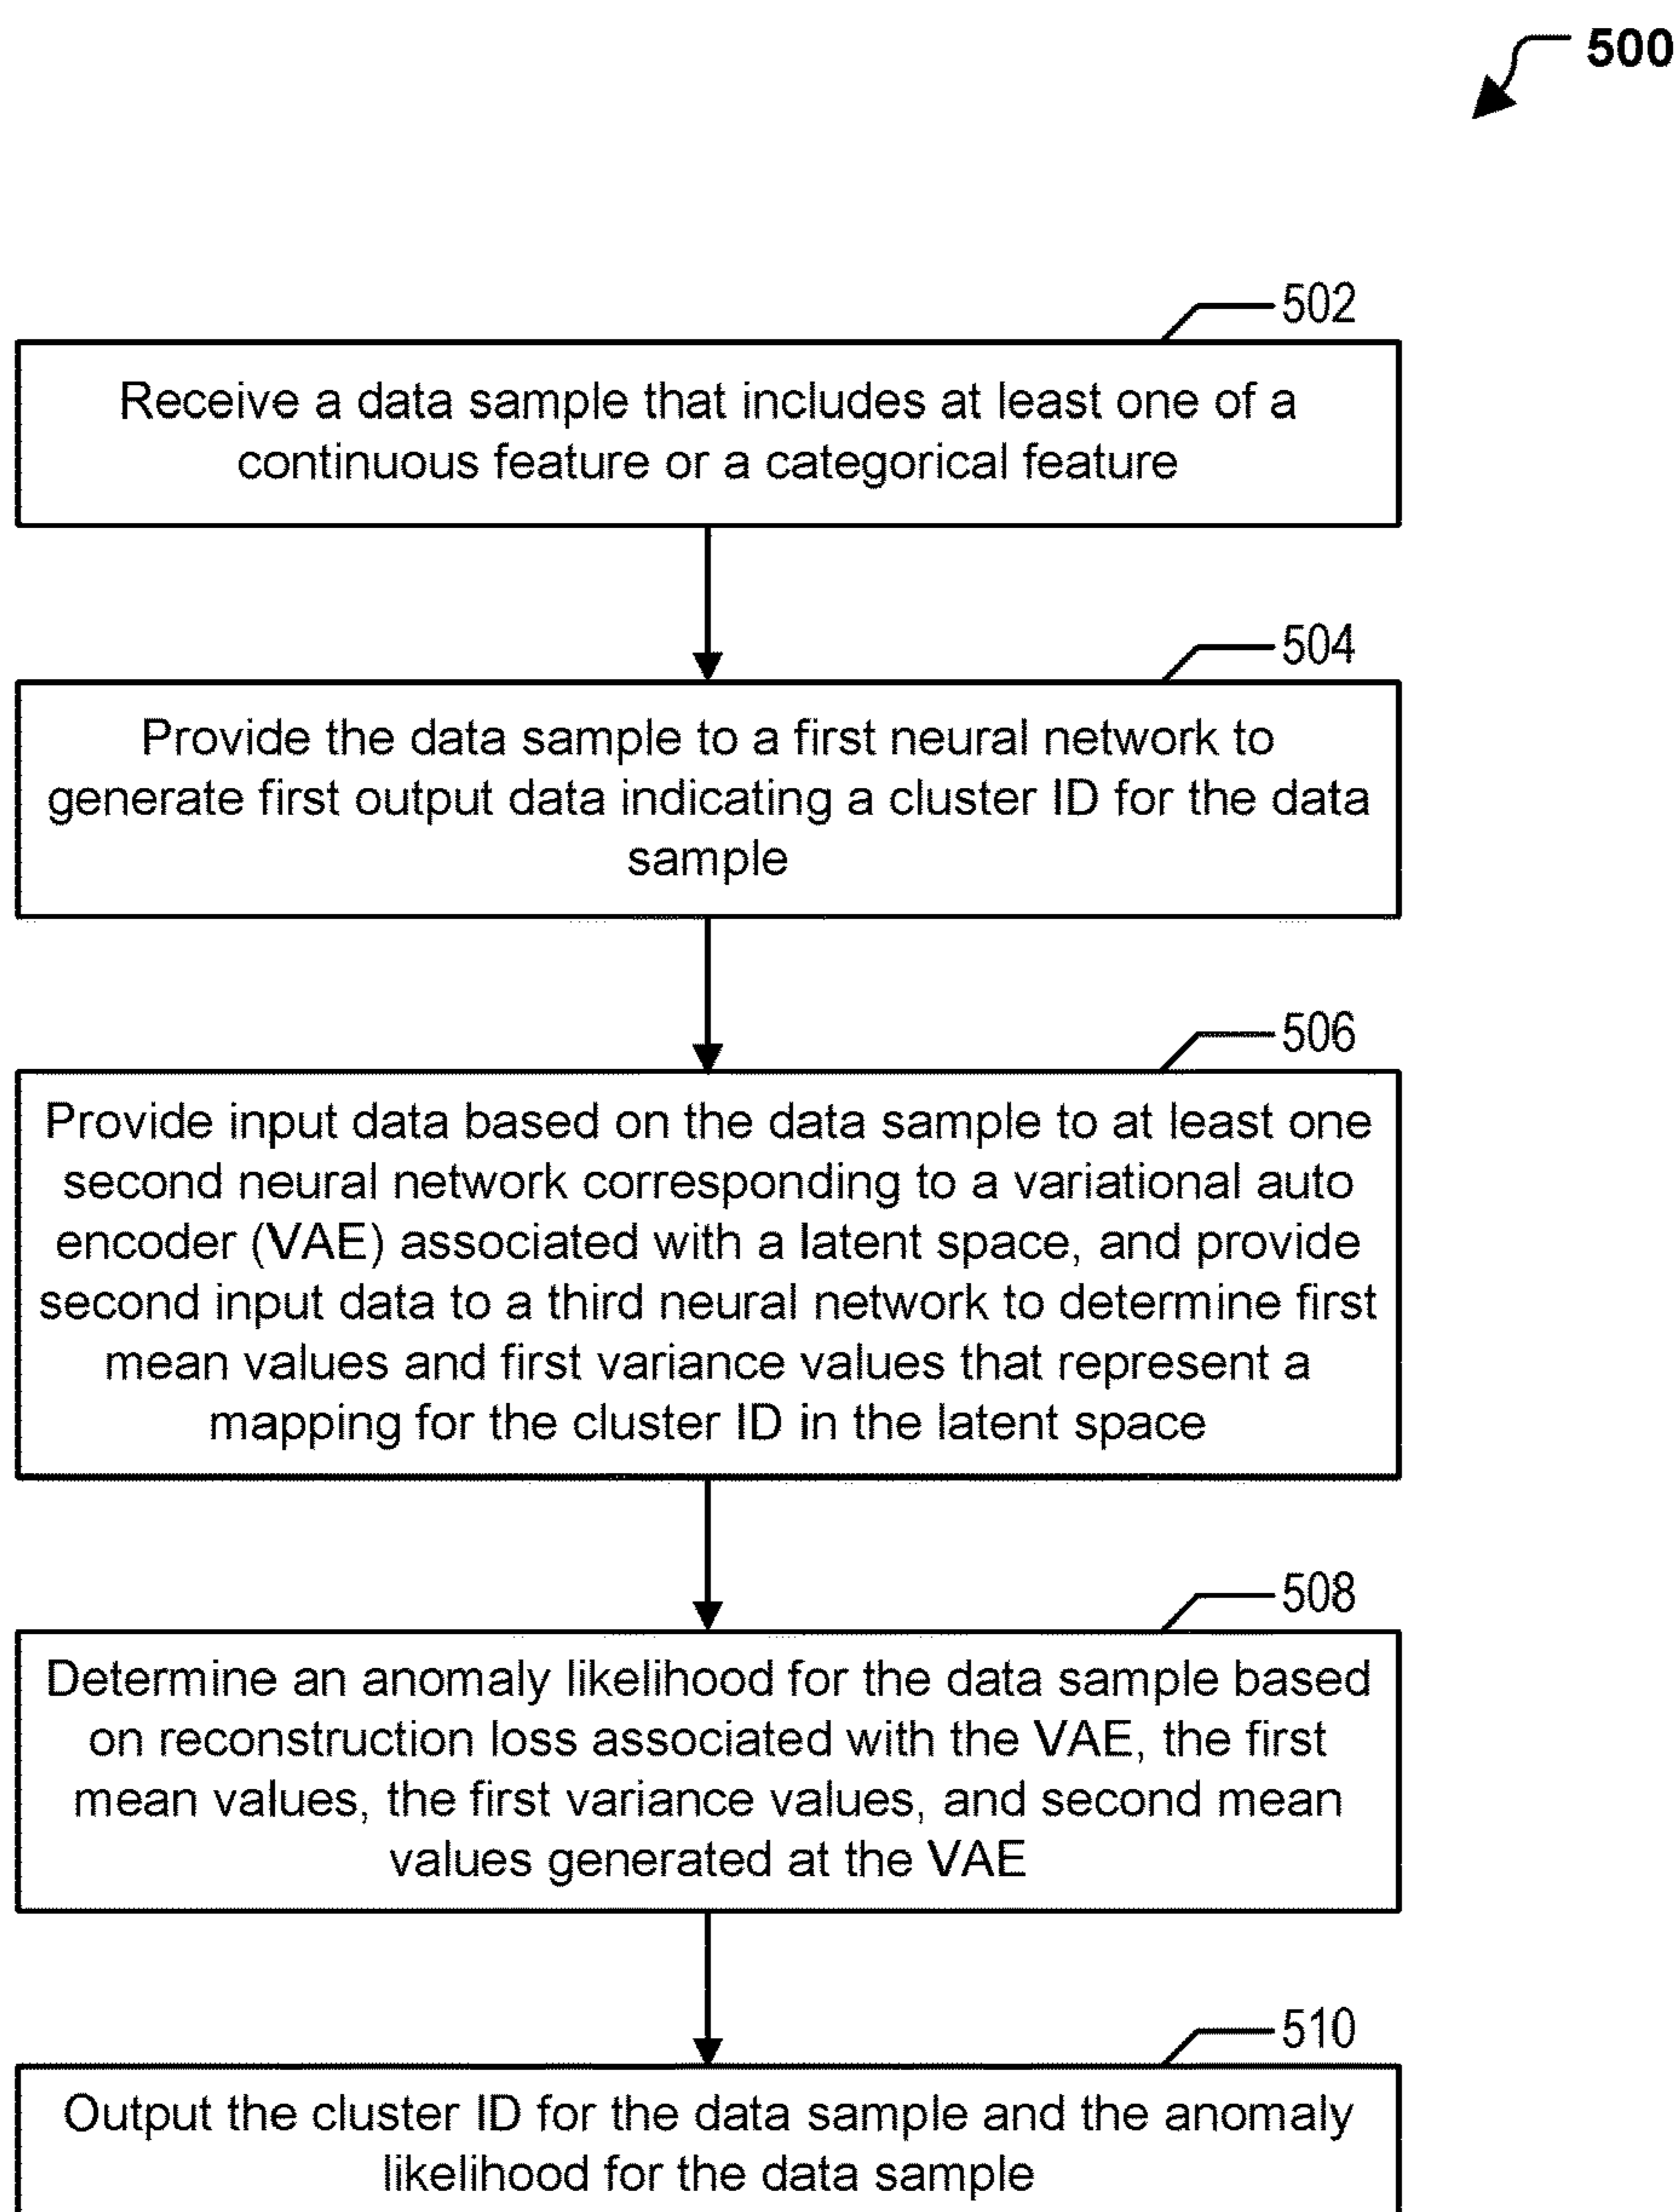 500
502
Receive a data sample that includes at least one of a
continuous feature or a categorical feature
504
Provide the data sample to a first neural network to
generate first output data indicating a cluster ID for the data
sample
506
Provide input data based on the data sample to at least one
second neural network corresponding to a variational auto
encoder (VAE) associated with a latent space, and provide
second input data to a third neural network to determine first
mean values and first variance values that represent a
mapping for the cluster ID in the latent space
508
Determine an anomaly likelihood for the data sample based
on reconstruction loss associated with the VAE, the first
mean values, the first variance values, and second mean
values generated at the VAE
510
Output the cluster ID for the data sample and the anomaly
likelihood for the data sample